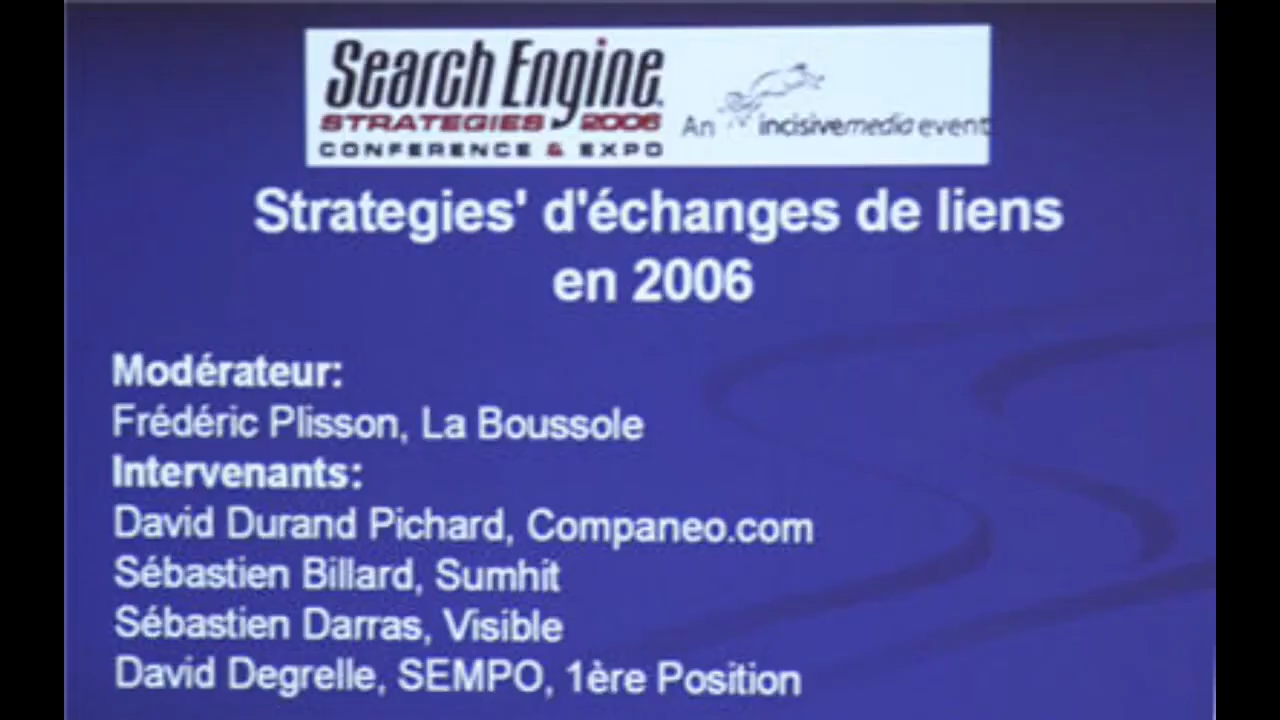 Search Engine
STRATEGIES 2006
CONFERENCE & EXPO
An incisivemedia event
Strategies' d'échanges de liens
en 2006
Modérateur:
Frédéric Plisson, La Boussole
Intervenants:
David Durand Pichard, Companeo.com
Sébastien Billard, Sumhit
Sébastien Darras, Visible
David Degrelle, SEMPO, 1ère Position